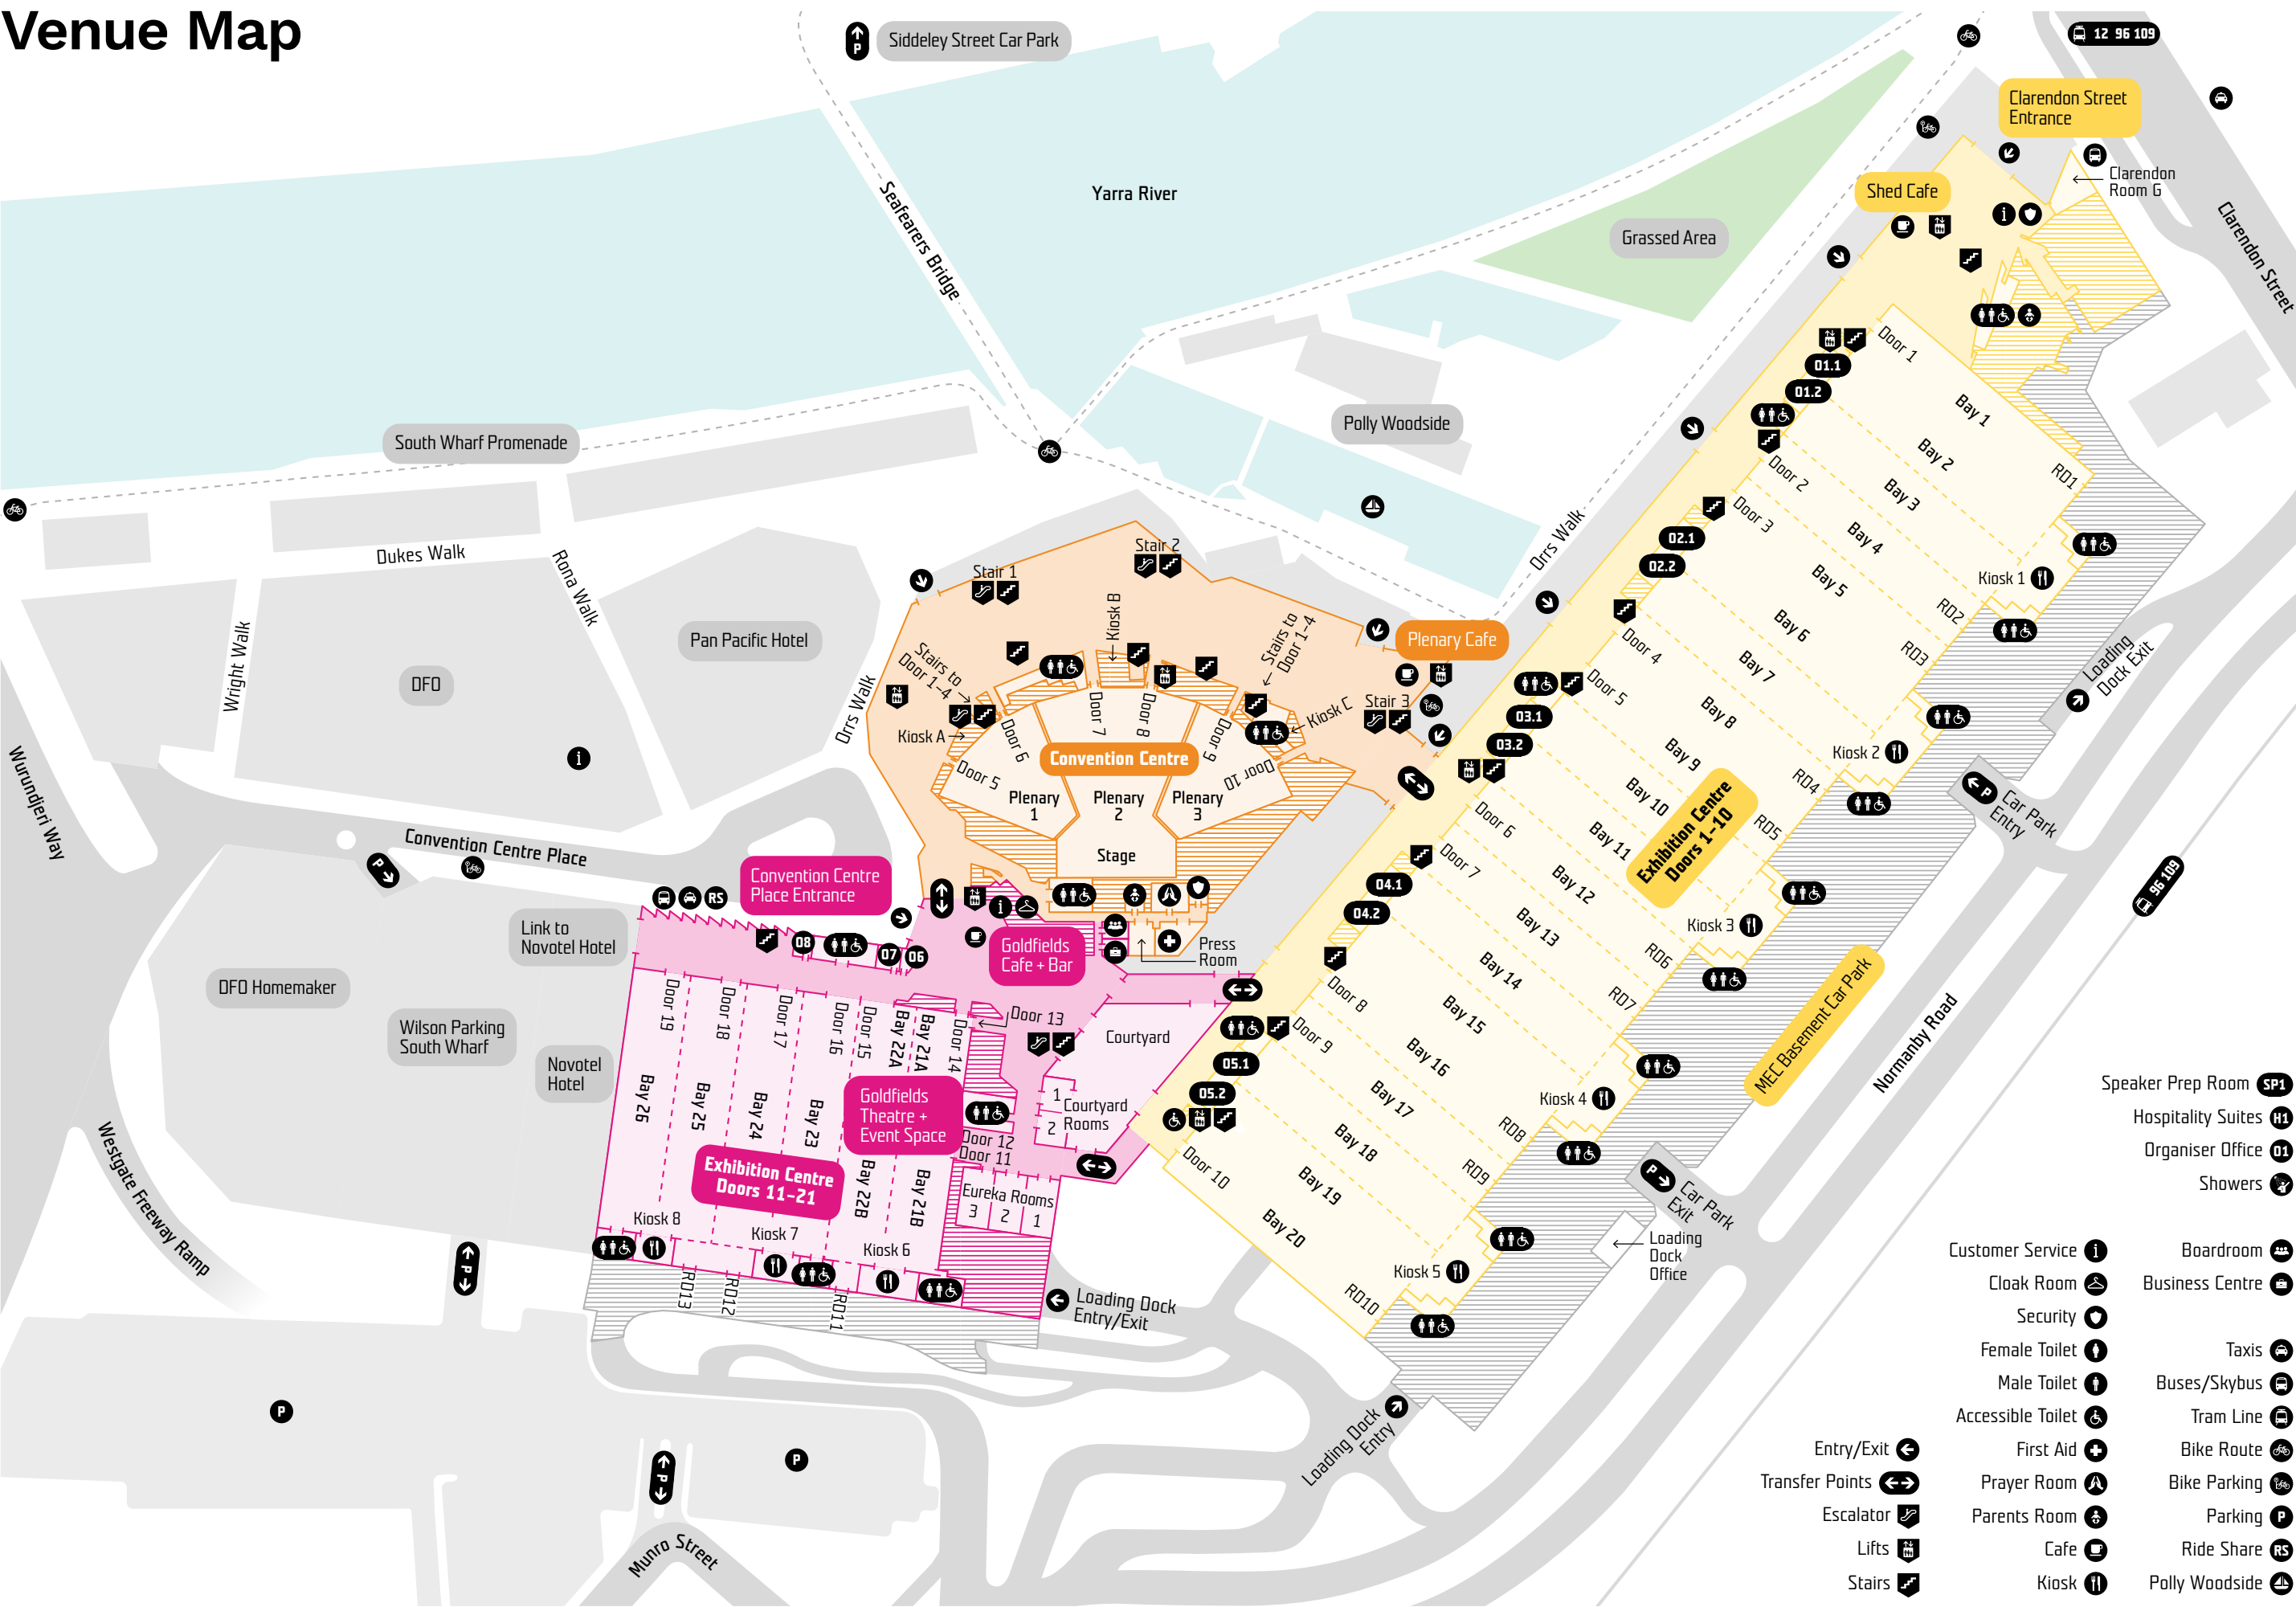 Venue Map
Siddeley Street Car Park
P
12 96 109
Clarendon Street
Entrance
Clarendon
Room G
Clarendon Street
Shed Cafe
Yarra River
Seafarers Bridge
Grassed Area
Polly Woodside
South Wharf Promenade
Dukes Walk
Rona Walk
Wright Walk
Pan Pacific Hotel
DFO
Orrs Walk
Orrs Walk
Wurundjeri Way
Convention Centre Place
P
RS
Link to
Novotel Hotel
DFO Homemaker
Wilson Parking
South Wharf
Novotel
Hotel
Westgate Freeway Ramp
P
P
P
P
Munro Street
Stair 1
Stair 2
Stair 3
Stairs to
Door 1-4
Stairs to
Door 1-4
Kiosk A
Kiosk B
Kiosk C
Plenary Cafe
Door 5
Door 6
Door 7
Door 8
Door 9
Door 10
Convention Centre
Plenary
1
Plenary
2
Plenary
3
Stage
Press
Room
Convention Centre
Place Entrance
Goldfields
Cafe + Bar
08
07
06
Door 19
Door 18
Door 17
Door 16
Door 15
Door 14
Door 13
Door 12
Door 11
Bay 26
Bay 25
Bay 24
Bay 23
Bay 22A
Bay 21A
Bay 22B
Bay 21B
Goldfields
Theatre +
Event Space
Exhibition Centre
Doors 11-21
Courtyard
1
2
Courtyard
Rooms
Eureka Rooms
3
2
1
Kiosk 8
Kiosk 7
Kiosk 6
RD13
RD12
RD11
Loading Dock
Entry/Exit
Door 1
01.1
01.2
Door 2
Door 3
02.1
02.2
Door 4
Door 5
03.1
03.2
Door 6
Door 7
04.1
04.2
Door 8
Door 9
05.1
05.2
Door 10
Bay 1
Bay 2
Bay 3
Bay 4
Bay 5
Bay 6
Bay 7
Bay 8
Bay 9
Bay 10
Bay 11
Bay 12
Bay 13
Bay 14
Bay 15
Bay 16
Bay 17
Bay 18
Bay 19
Bay 20
Exhibition Centre
Doors 1-10
RD1
RD2
RD3
RD4
RD5
RD6
RD7
RD8
RD9
RD10
Kiosk 1
Kiosk 2
Kiosk 3
Kiosk 4
Kiosk 5
Loading
Dock Exit
P
Car Park
Entry
96 109
MEC Basement Car Park
Normanby Road
P
Car Park
Exit
Loading
Dock
Office
Loading Dock
Entry
Speaker Prep Room SP1
Hospitality Suites H1
Organiser Office 01
Showers
Customer Service
Cloak Room
Security
Female Toilet
Male Toilet
Accessible Toilet
First Aid
Prayer Room
Parents Room
Cafe
Kiosk
Boardroom
Business Centre
Taxis
Buses/Skybus
Tram Line
Bike Route
Bike Parking
Parking P
Ride Share RS
Polly Woodside
Entry/Exit
Transfer Points
Escalator
Lifts
Stairs